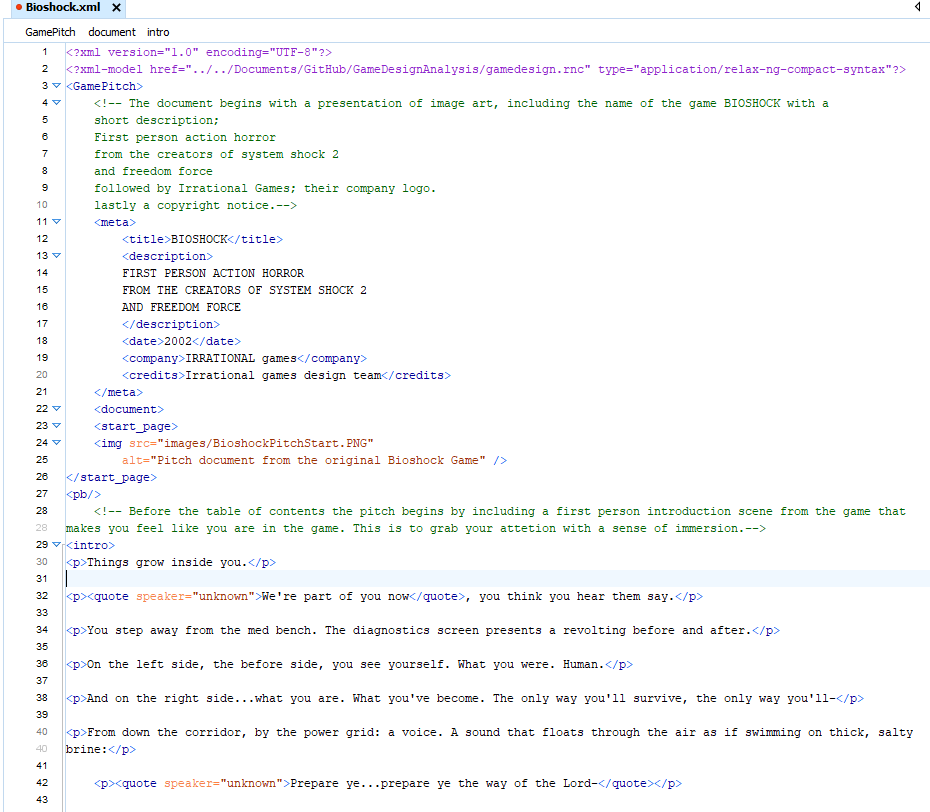 Bioshock.xml
GamePitch document intro
1 <?xml version="1.0" encoding="UTF-8"?>
2 <?xml-model href="../../Documents/GitHub/GameDesignAnalysis/gamedesign.rnc" type="application/relax-ng-compact-syntax"?>
3 <GamePitch>
4 <!-- The document begins with a presentation of image art, including the name of the game BIOSHOCK with a
5 short description;
6 First person action horror
7 from the creators of system shock 2
8 and freedom force
9 followed by Irrational Games; their company logo.
10 lastly a copyright notice.-->
11 <meta>
12 <title>BIOSHOCK</title>
13 <description>
14 FIRST PERSON ACTION HORROR
15 FROM THE CREATORS OF SYSTEM SHOCK 2
16 AND FREEDOM FORCE
17 </description>
18 <date>2002</date>
19 <company>IRRATIONAL games</company>
20 <credits>Irrational games design team</credits>
21 </meta>
22 <document>
23 <start_page>
24 <img src="images/BioshockPitchStart.PNG"
25 alt="Pitch document from the original Bioshock Game" />
26 </start_page>
27 <pb/>
28 <!-- Before the table of contents the pitch begins by including a first person introduction scene from the game that
28 makes you feel like you are in the game. This is to grab your attetion with a sense of immersion.-->
29 <intro>
30 <p>Things grow inside you.</p>
31
32 <p><quote speaker="unknown">We're part of you now</quote>, you think you hear them say.</p>
33
34 <p>You step away from the med bench. The diagnostics screen presents a revolting before and after.</p>
35
36 <p>On the left side, the before side, you see yourself. What you were. Human.</p>
37
38 <p>And on the right side...what you are. What you've become. The only way you'll survive, the only way you'll-</p>
39
40 <p>From down the corridor, by the power grid: a voice. A sound that floats through the air as if swimming on thick, salty
40 brine:</p>
41
42 <p><quote speaker="unknown">Prepare ye...prepare ye the way of the Lord-</quote></p>
43